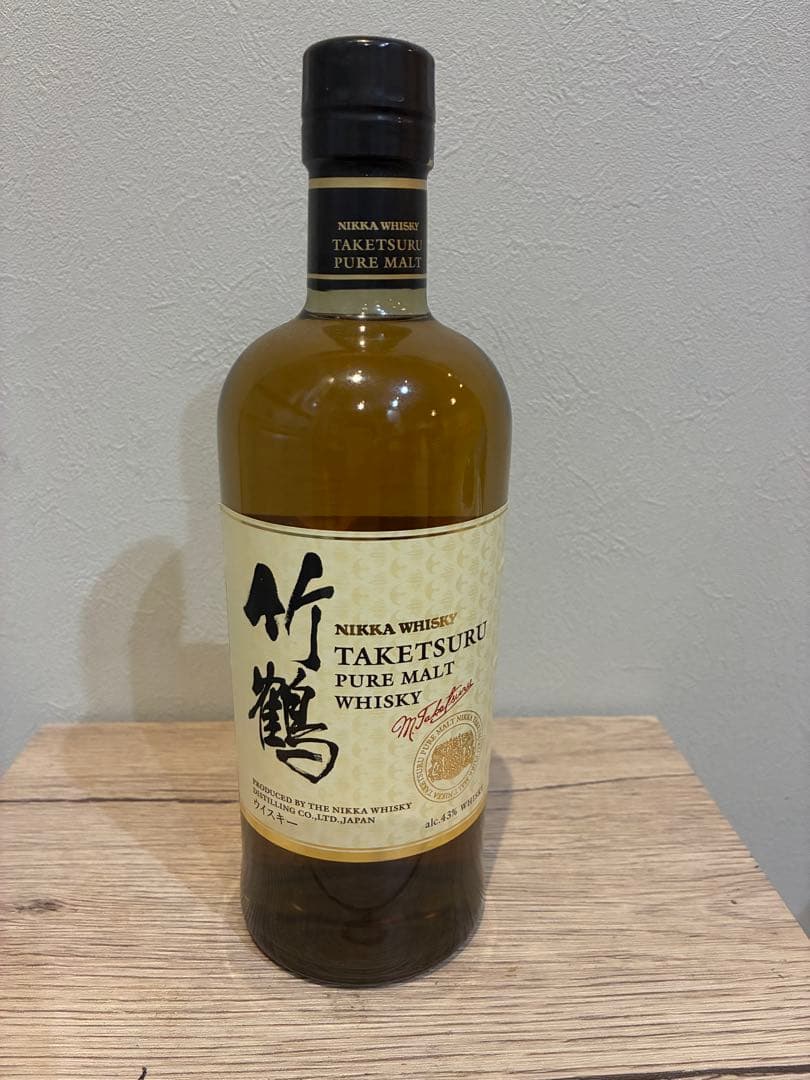 NIKKA WHISKY
TAKETSURU
PURE MALT
竹鶴
NIKKA WHISKY
TAKETSURU
PURE MALT
WHISKY
M.Taketsuru
PRODUCED BY THE NIKKA WHISKY
DISTILLING CO.,LTD.,JAPAN
ウイスキー
alc.43% WHISKY